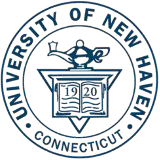 UNIVERSITY OF NEW HAVEN
1920
CONNECTICUT